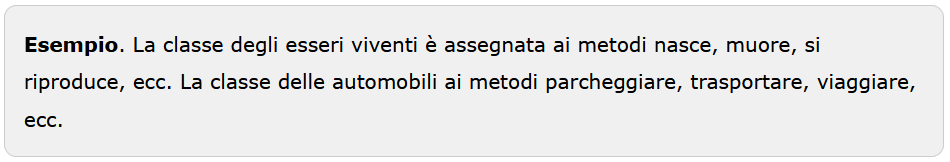 Esempio. La classe degli esseri viventi è assegnata ai metodi nasce, muore, si
riproduce, ecc. La classe delle automobili ai metodi parcheggiare, trasportare, viaggiare,
ecc.